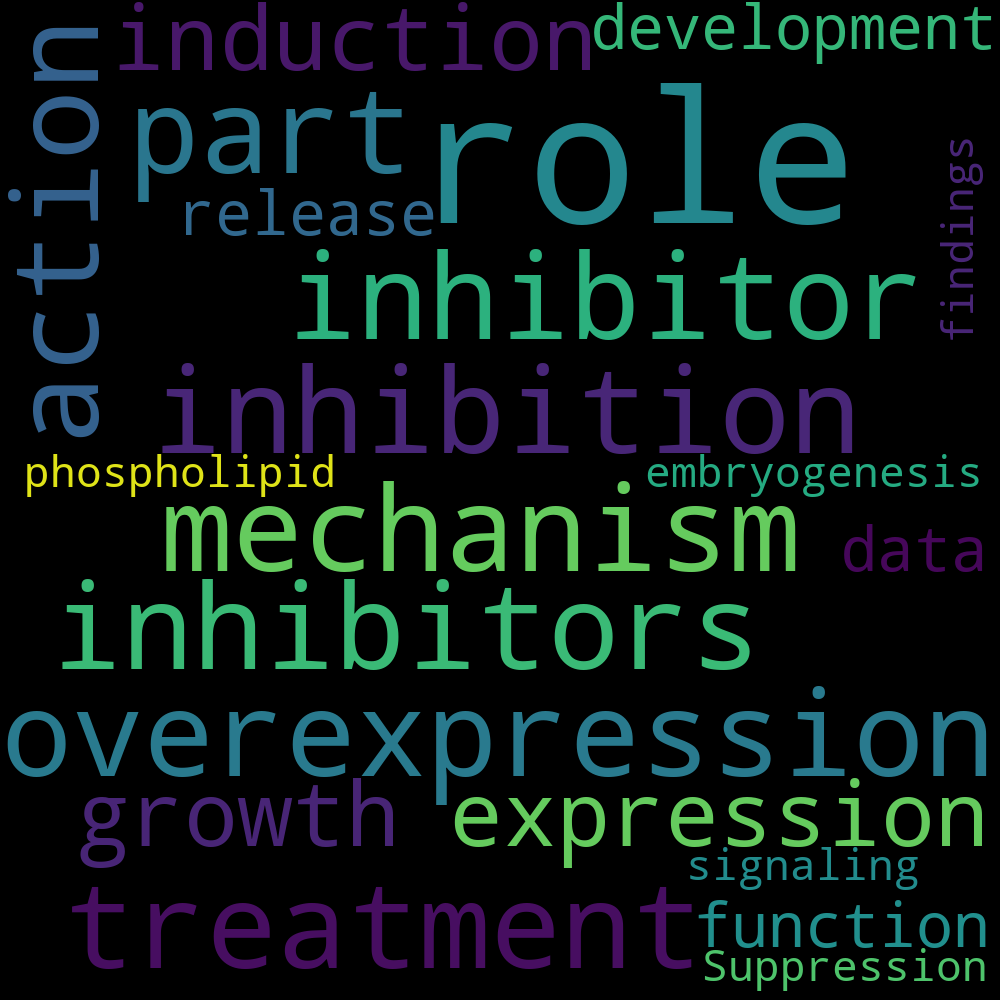 induction
development
action
part
role
release
findings
inhibitor
inhibition
phospholipid
embryogenesis
mechanism
data
inhibitors
overexpression
growth
expression
signaling
treatment
function
Suppression